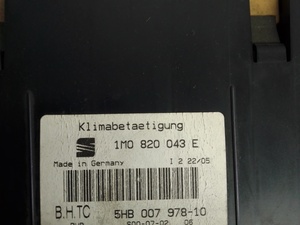 Klimabetaetigung
1M0 820 043 E
Made in Germany 1 2 22/05
B.H.TC 5HB 007 978-10